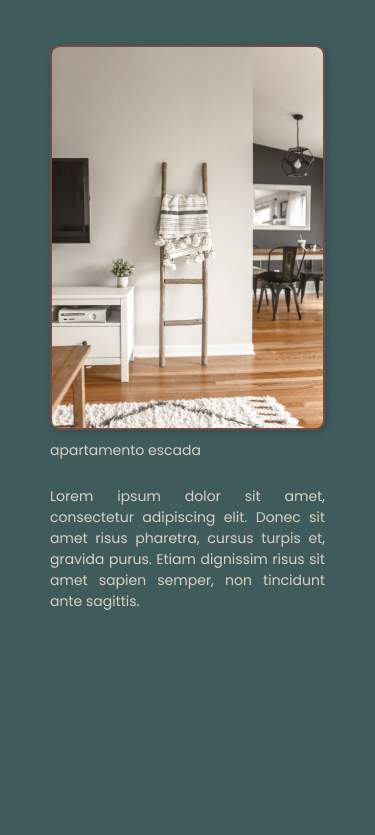 apartamento escada
Lorem ipsum dolor sit amet,
consectetur adipiscing elit. Donec sit
amet risus pharetra, cursus turpis et,
gravida purus. Etiam dignissim risus sit
amet sapien semper, non tincidunt
ante sagittis.